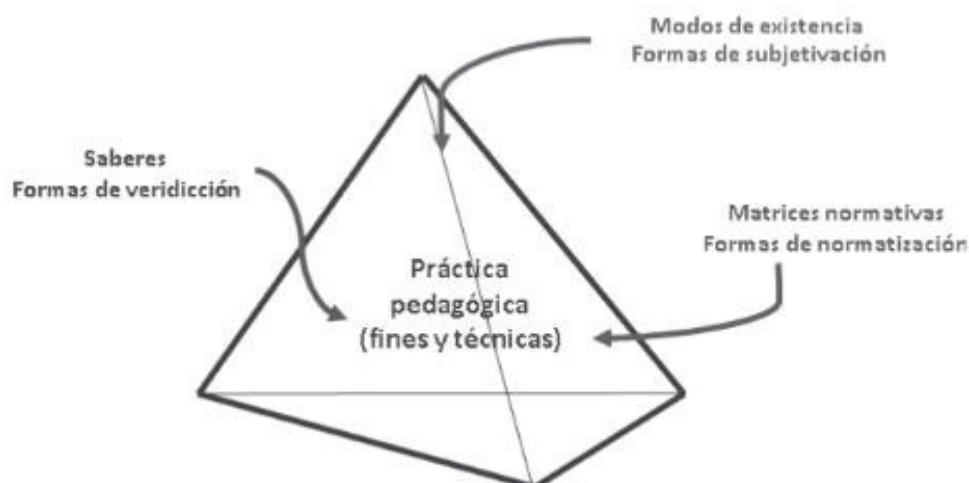 Modos de existencia
Formas de subjetivación
Saberes
Formas de veridicción
Matrices normativas
Formas de normatización
Práctica
pedagógica
(fines y técnicas)